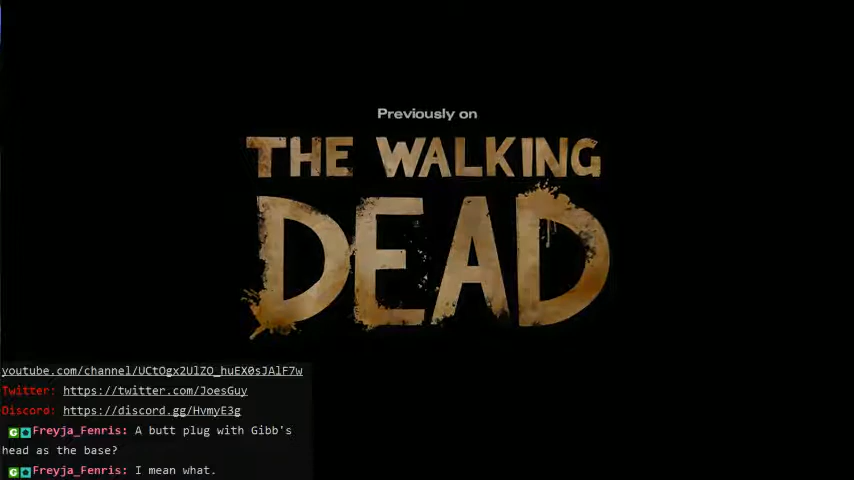 Previously on
THE WALKING
DEAD
youtube.com/channel/UCtOgx2UlZO_huEX0sJAlF7w
Twitter: https://twitter.com/JoesGuy
Discord: https://discord.gg/HvmyE3g
Freyja_Fenris: A butt plug with Gibb's
head as the base?
Freyja_Fenris: I mean what.